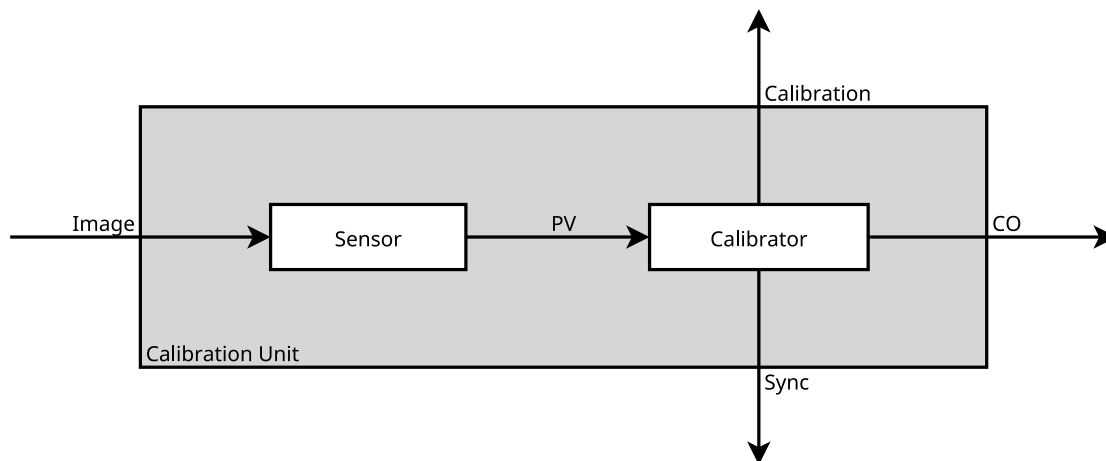 Calibration
Image
Sensor
PV
Calibrator
CO
Calibration Unit
Sync